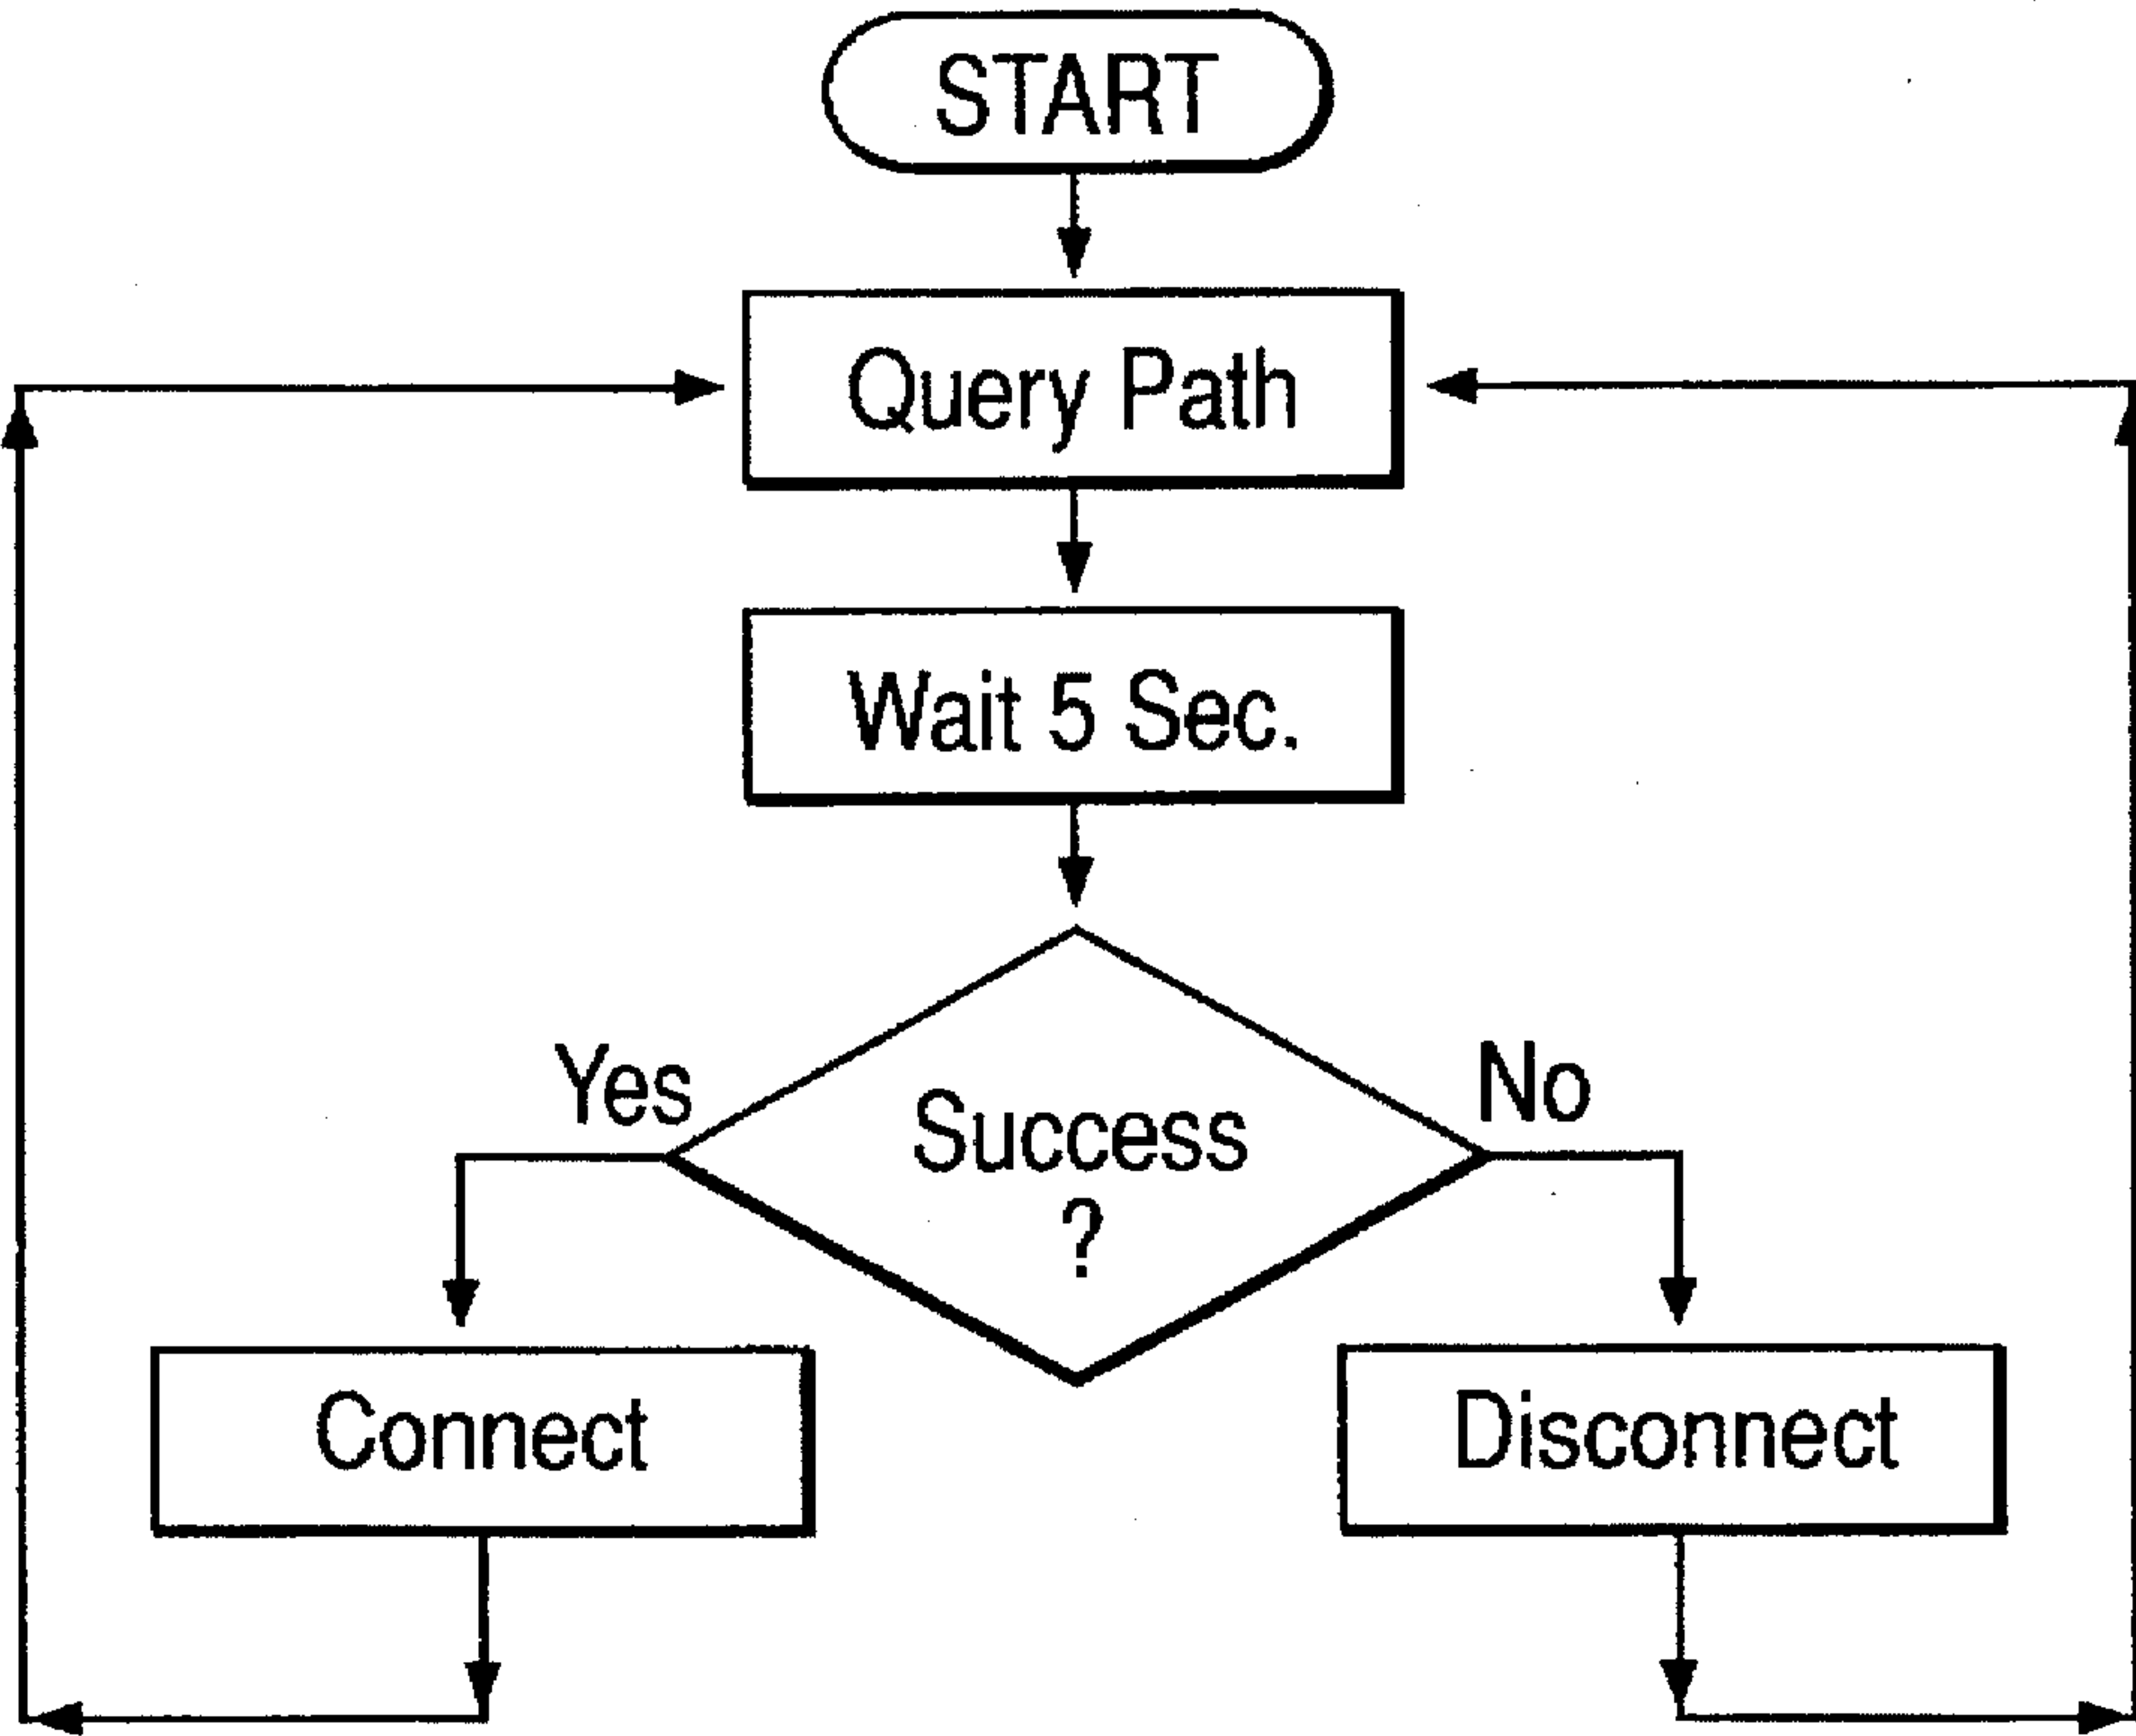 START
Query Path
Wait 5 Sec.
Yes
No
Success
?
Connect
Disconnect